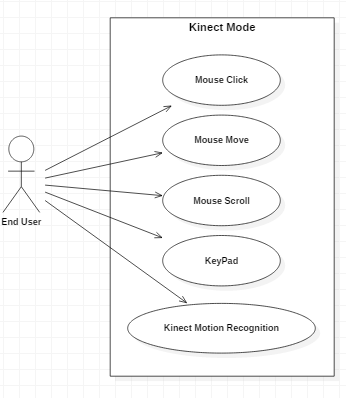 Kinect Mode
Mouse Click
Mouse Move
Mouse Scroll
End User
KeyPad
Kinect Motion Recognition